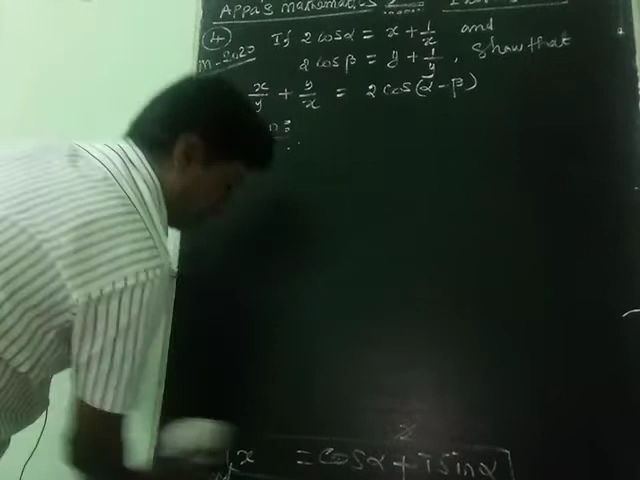 Appa's mathematics
④ If 2 cos α = x + 1/x and
M-2020 2 cos β = y + 1/y, show that
x/y + y/x = 2 cos(α - β)
x = cos α + i sin α